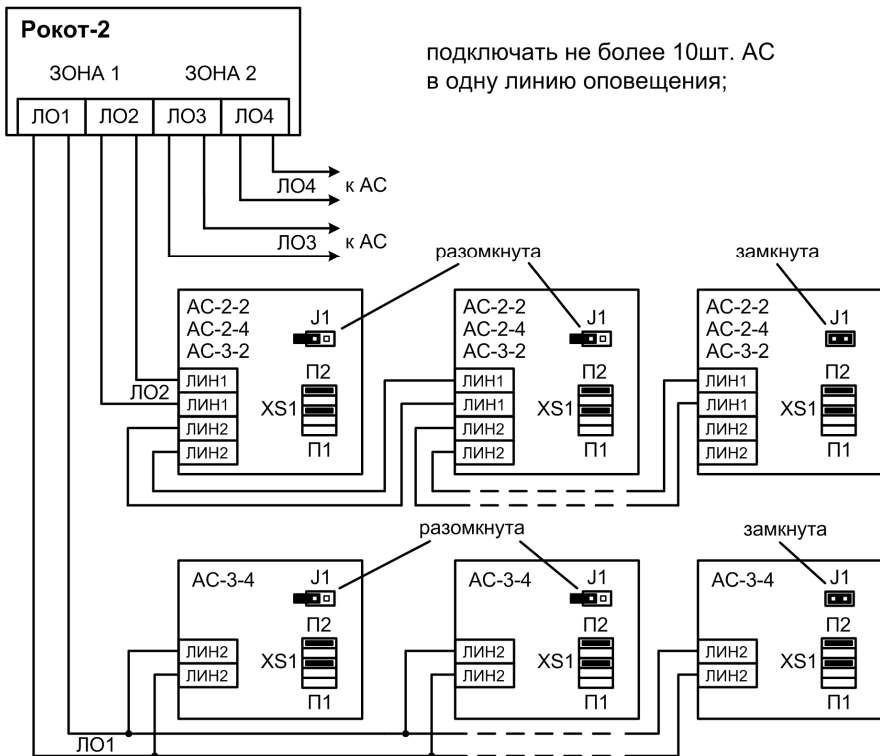 Рокот-2
подключать не более 10шт. АС
в одну линию оповещения;
ЗОНА 1 ЗОНА 2
ЛО1 ЛО2 ЛО3 ЛО4
ЛО4 к АС
ЛО3 к АС
разомкнута замкнута
АС-2-2 АС-2-2 АС-2-2
АС-2-4 J1 АС-2-4 J1 АС-2-4 J1
АС-3-2 АС-3-2 АС-3-2
ЛИН1 П2 ЛИН1 П2 ЛИН1 П2
ЛО2
ЛИН1 XS1 ЛИН1 XS1 ЛИН1 XS1
ЛИН2 ЛИН2 ЛИН2
ЛИН2 П1 ЛИН2 П1 ЛИН2 П1
разомкнута замкнута
АС-3-4 J1 АС-3-4 J1 АС-3-4 J1
П2 П2 П2
ЛИН2 XS1 ЛИН2 XS1 ЛИН2 XS1
ЛИН2 ЛИН2 ЛИН2
П1 П1 П1
ЛО1